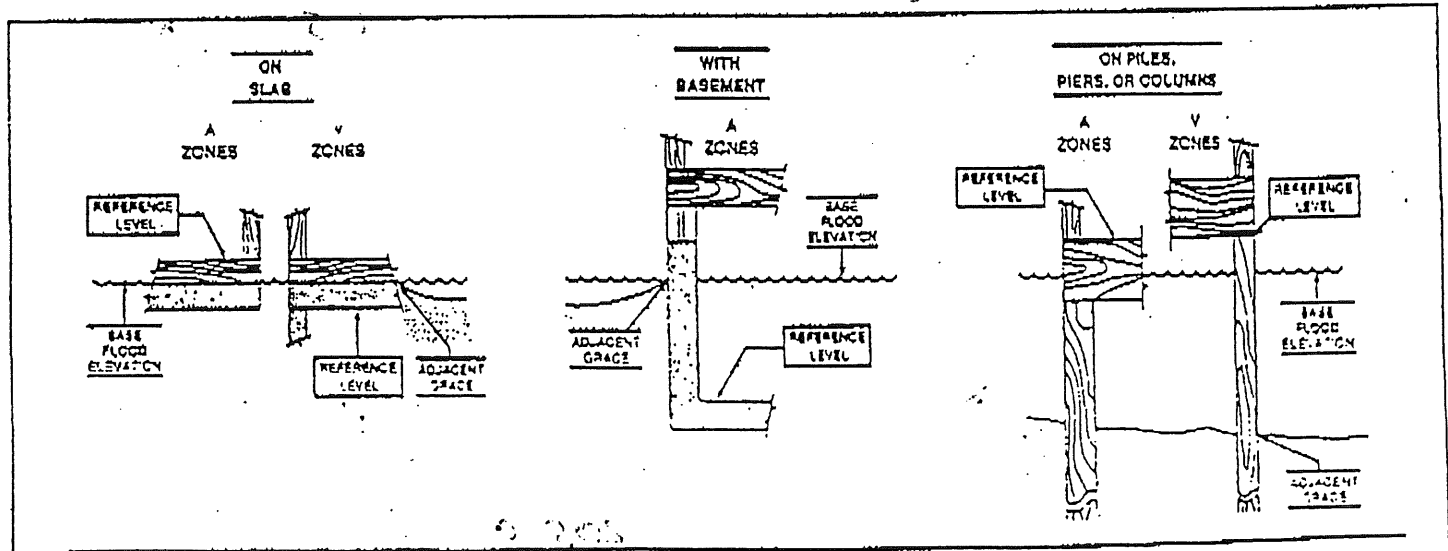 ON
SLAB
A
ZONES
V
ZONES
REFERENCE
LEVEL
BASE
FLOOD
ELEVATION
REFERENCE
LEVEL
ADJACENT
GRADE
WITH
BASEMENT
A
ZONES
BASE
FLOOD
ELEVATION
ADJACENT
GRADE
REFERENCE
LEVEL
ON PILES,
PIERS, OR COLUMNS
A
ZONES
V
ZONES
REFERENCE
LEVEL
REFERENCE
LEVEL
BASE
FLOOD
ELEVATION
ADJACENT
GRADE